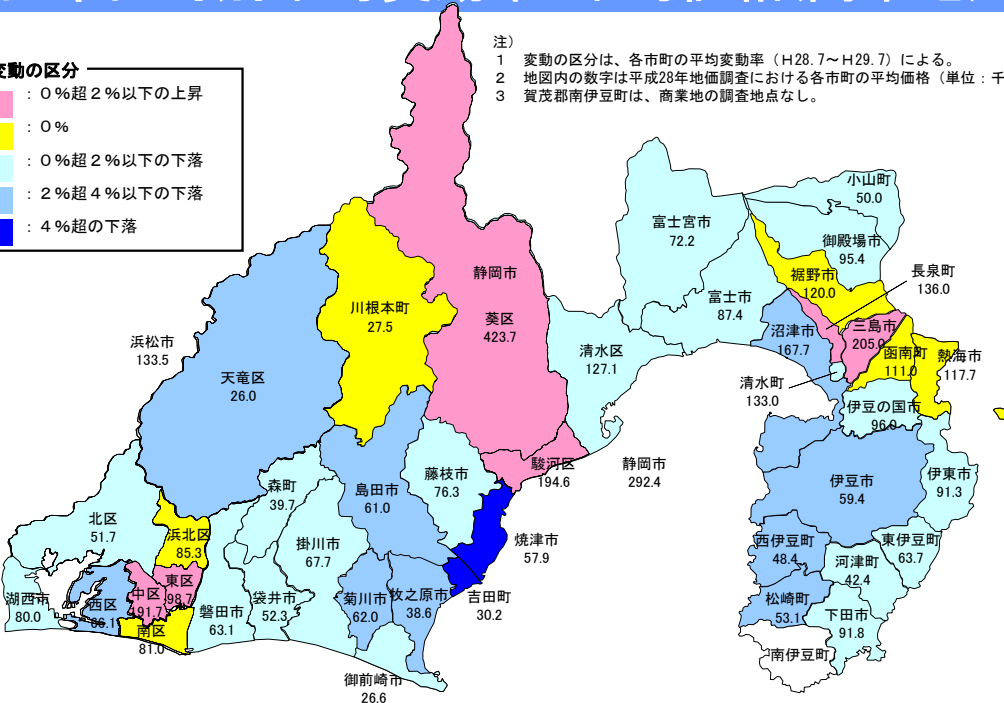 注）
1 変動の区分は、各市町の平均変動率（H28.7～H29.7）による。
2 地図内の数字は平成28年地価調査における各市町の平均価格（単位：千
3 賀茂郡南伊豆町は、商業地の調査地点なし。
変動の区分
：０％超２％以下の上昇
：０％
：０％超２％以下の下落
：２％超４％以下の下落
：４％超の下落
小山町
50.0
富士宮市
72.2
御殿場市
95.4
裾野市
120.0
長泉町
136.0
静岡市
葵区
423.7
川根本町
27.5
富士市
87.4
沼津市
167.7
三島市
205.0
函南町
111.0
熱海市
117.7
浜松市
133.5
天竜区
26.0
清水区
127.1
清水町
133.0
伊豆の国市
96.0
駿河区
194.6
静岡市
292.4
藤枝市
76.3
島田市
61.0
森町
39.7
伊豆市
59.4
伊東市
91.3
北区
51.7
浜北区
85.3
掛川市
67.7
焼津市
57.9
西伊豆町
48.4
東伊豆町
63.7
河津町
42.4
湖西市
80.0
西区
66.1
中区
191.7
東区
98.7
南区
81.0
磐田市
63.1
袋井市
52.3
菊川市
62.0
牧之原市
38.6
吉田町
30.2
松崎町
53.1
下田市
91.8
南伊豆町
御前崎市
26.6